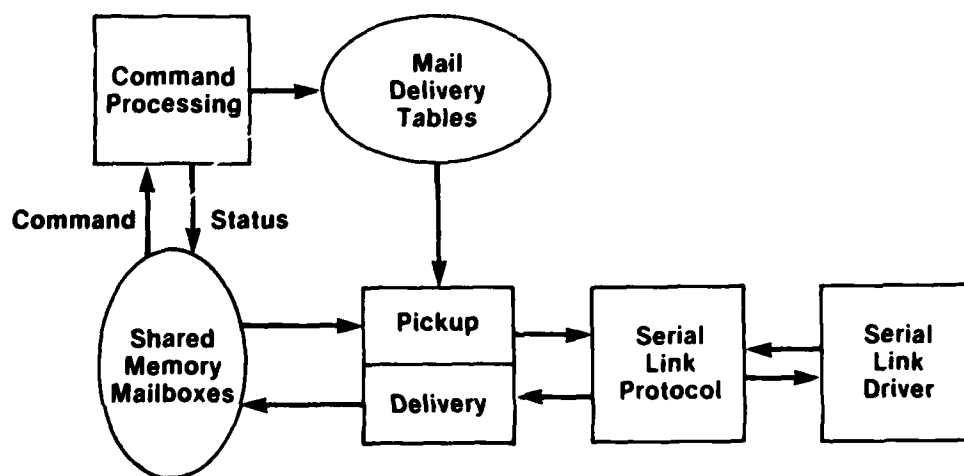 Command
Processing
Mail
Delivery
Tables
Command
Status
Shared
Memory
Mailboxes
Pickup
Delivery
Serial
Link
Protocol
Serial
Link
Driver